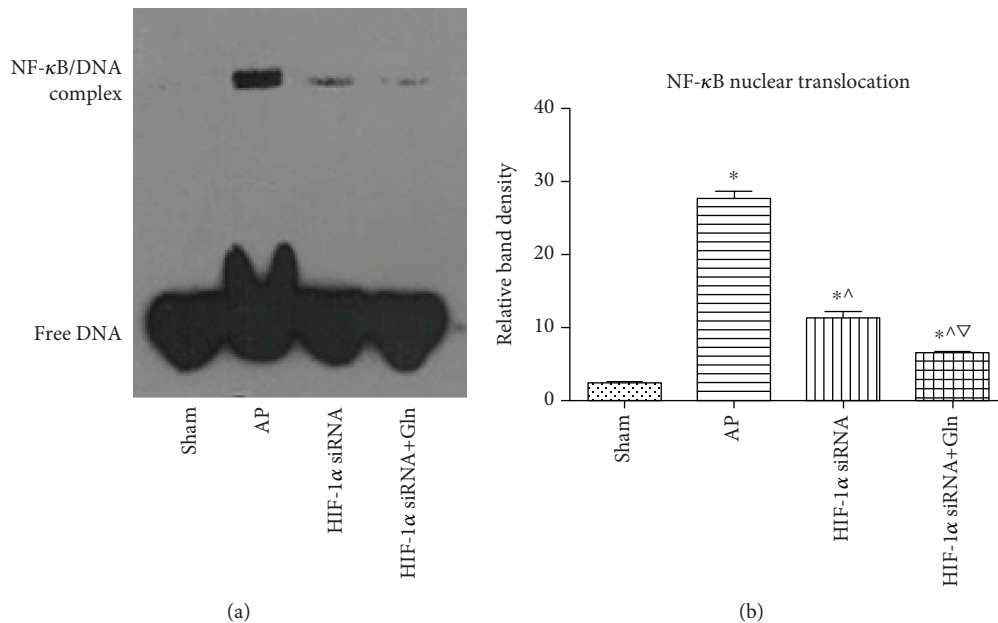 NF-κB/DNA
complex
Free DNA
Sham
AP
HIF-1α siRNA
HIF-1α siRNA+Gln
(a)
NF-κB nuclear translocation
Relative band density
40
30
20
10
0
*
*^
*^▽
Sham
AP
HIF-1α siRNA
HIF-1α siRNA+Gln
(b)